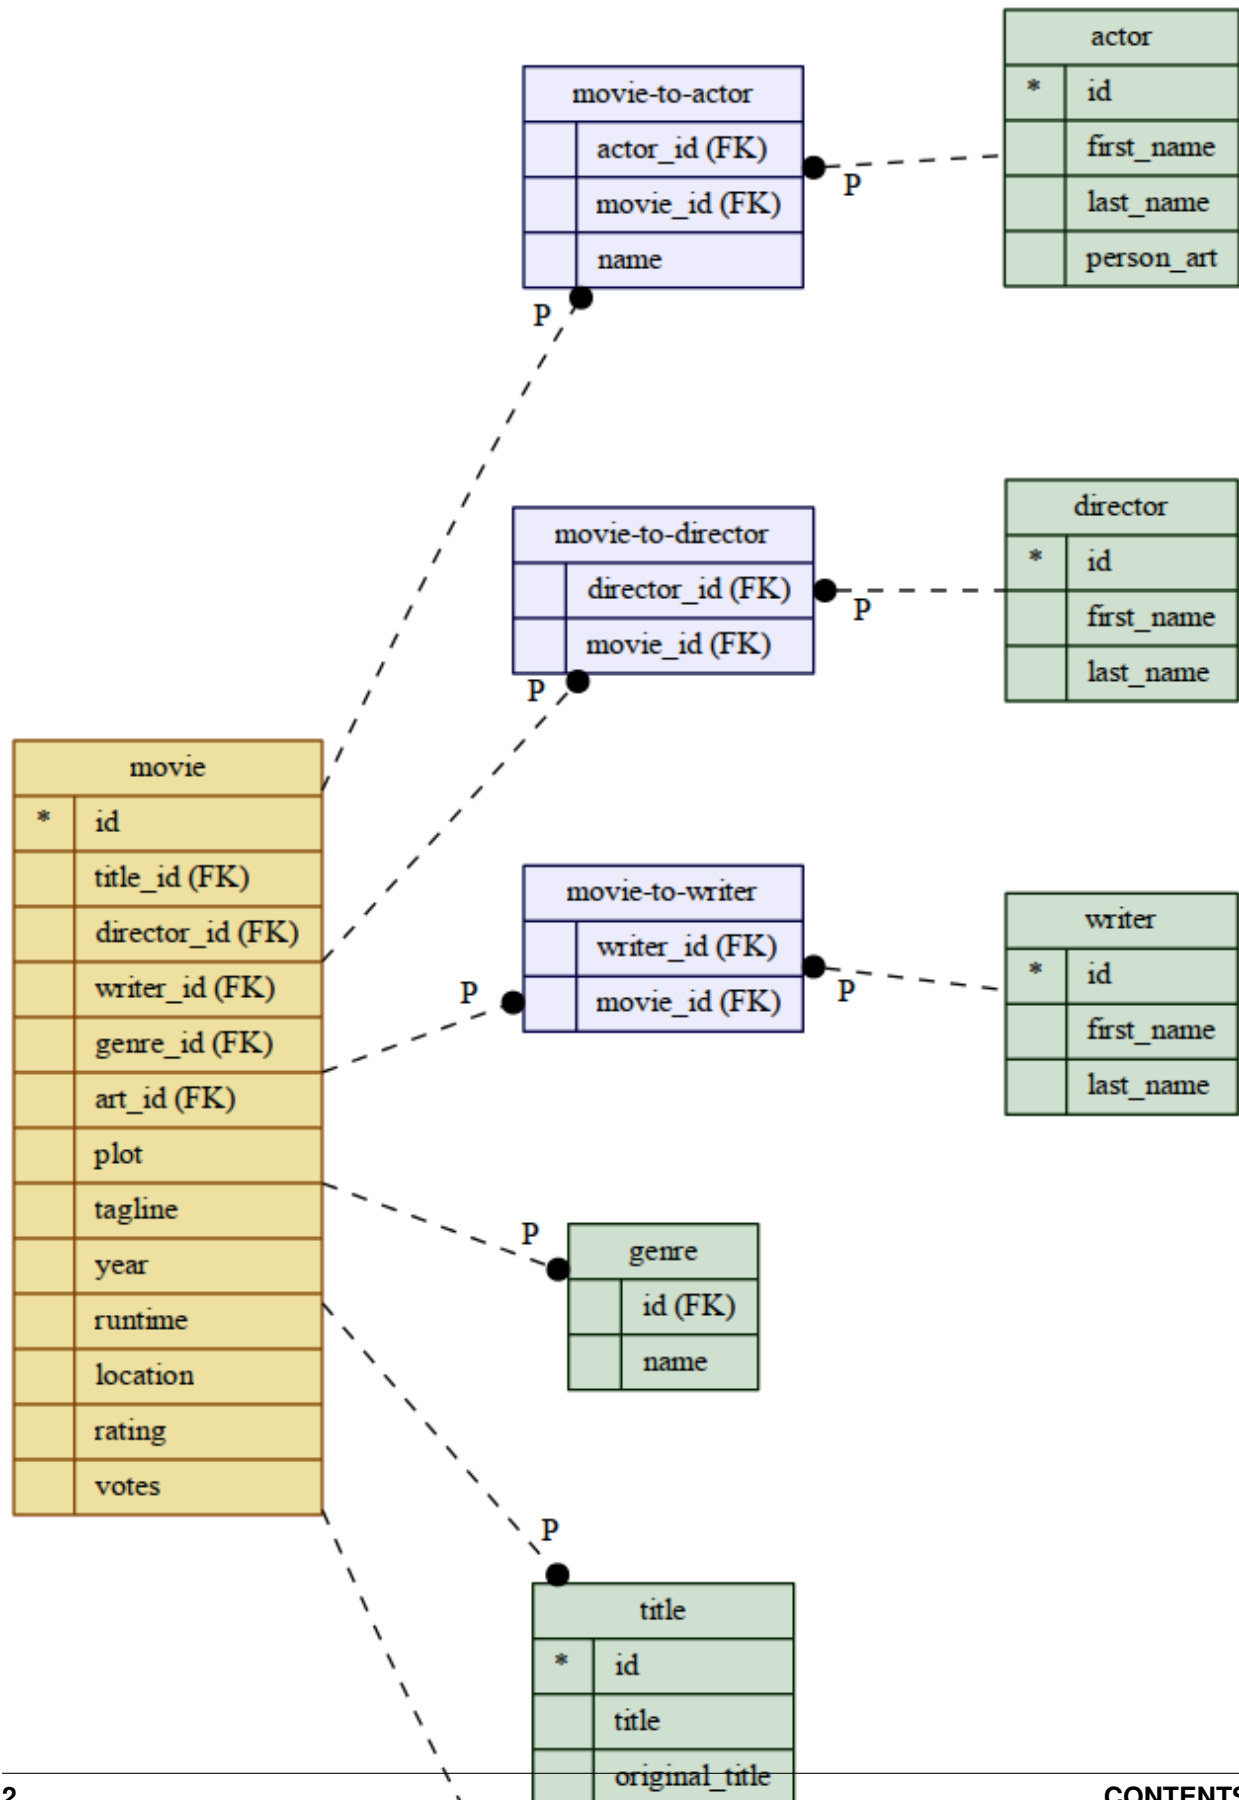 actor
* id
first_name
last_name
person_art
movie-to-actor
actor_id (FK)
movie_id (FK)
name
P
P
director
* id
first_name
last_name
movie-to-director
director_id (FK)
movie_id (FK)
P
P
movie
* id
title_id (FK)
director_id (FK)
writer_id (FK)
genre_id (FK)
art_id (FK)
plot
tagline
year
runtime
location
rating
votes
movie-to-writer
writer_id (FK)
movie_id (FK)
P
P
writer
* id
first_name
last_name
P
genre
id (FK)
name
P
title
* id
title
original_title
2
CONTENTS